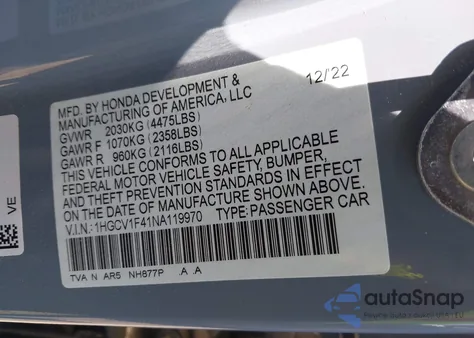 MFD. BY HONDA DEVELOPMENT & 12/22
MANUFACTURING OF AMERICA, LLC
GVWR 2030KG (4475LBS)
GAWR F 1070KG (2358LBS)
GAWR R 960KG (2116LBS)
THIS VEHICLE CONFORMS TO ALL APPLICABLE
FEDERAL MOTOR VEHICLE SAFETY, BUMPER,
AND THEFT PREVENTION STANDARDS IN EFFECT
ON THE DATE OF MANUFACTURE SHOWN ABOVE.
V.I.N.:1HGCV1F41NA119970 TYPE:PASSENGER CAR
TVA N AR5 NH877P .A .A
VE
autoSnap